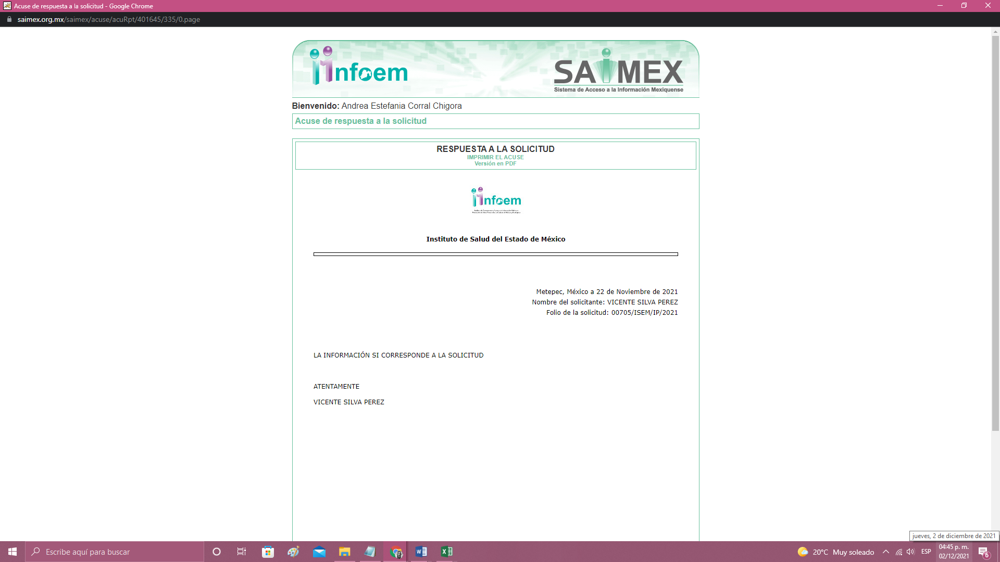 Acuse de respuesta a la solicitud - Google Chrome
saimex.org.mx/saimex/acuse/acuRpt/401645/335/0.page
infoem
SAIMEX
Sistema de Acceso a la Información Mexiquense
Bienvenido: Andrea Estefania Corral Chigora
Acuse de respuesta a la solicitud
RESPUESTA A LA SOLICITUD
IMPRIMIR EL ACUSE
Versión en PDF
infoem
Instituto de Salud del Estado de México
Metepec, México a 22 de Noviembre de 2021
Nombre del solicitante: VICENTE SILVA PEREZ
Folio de la solicitud: 00705/ISEM/IP/2021
LA INFORMACIÓN SI CORRESPONDE A LA SOLICITUD
ATENTAMENTE
VICENTE SILVA PEREZ
jueves, 2 de diciembre de 2021
Escribe aquí para buscar
20°C Muy soleado
ESP
04:45 p. m.
02/12/2021
6